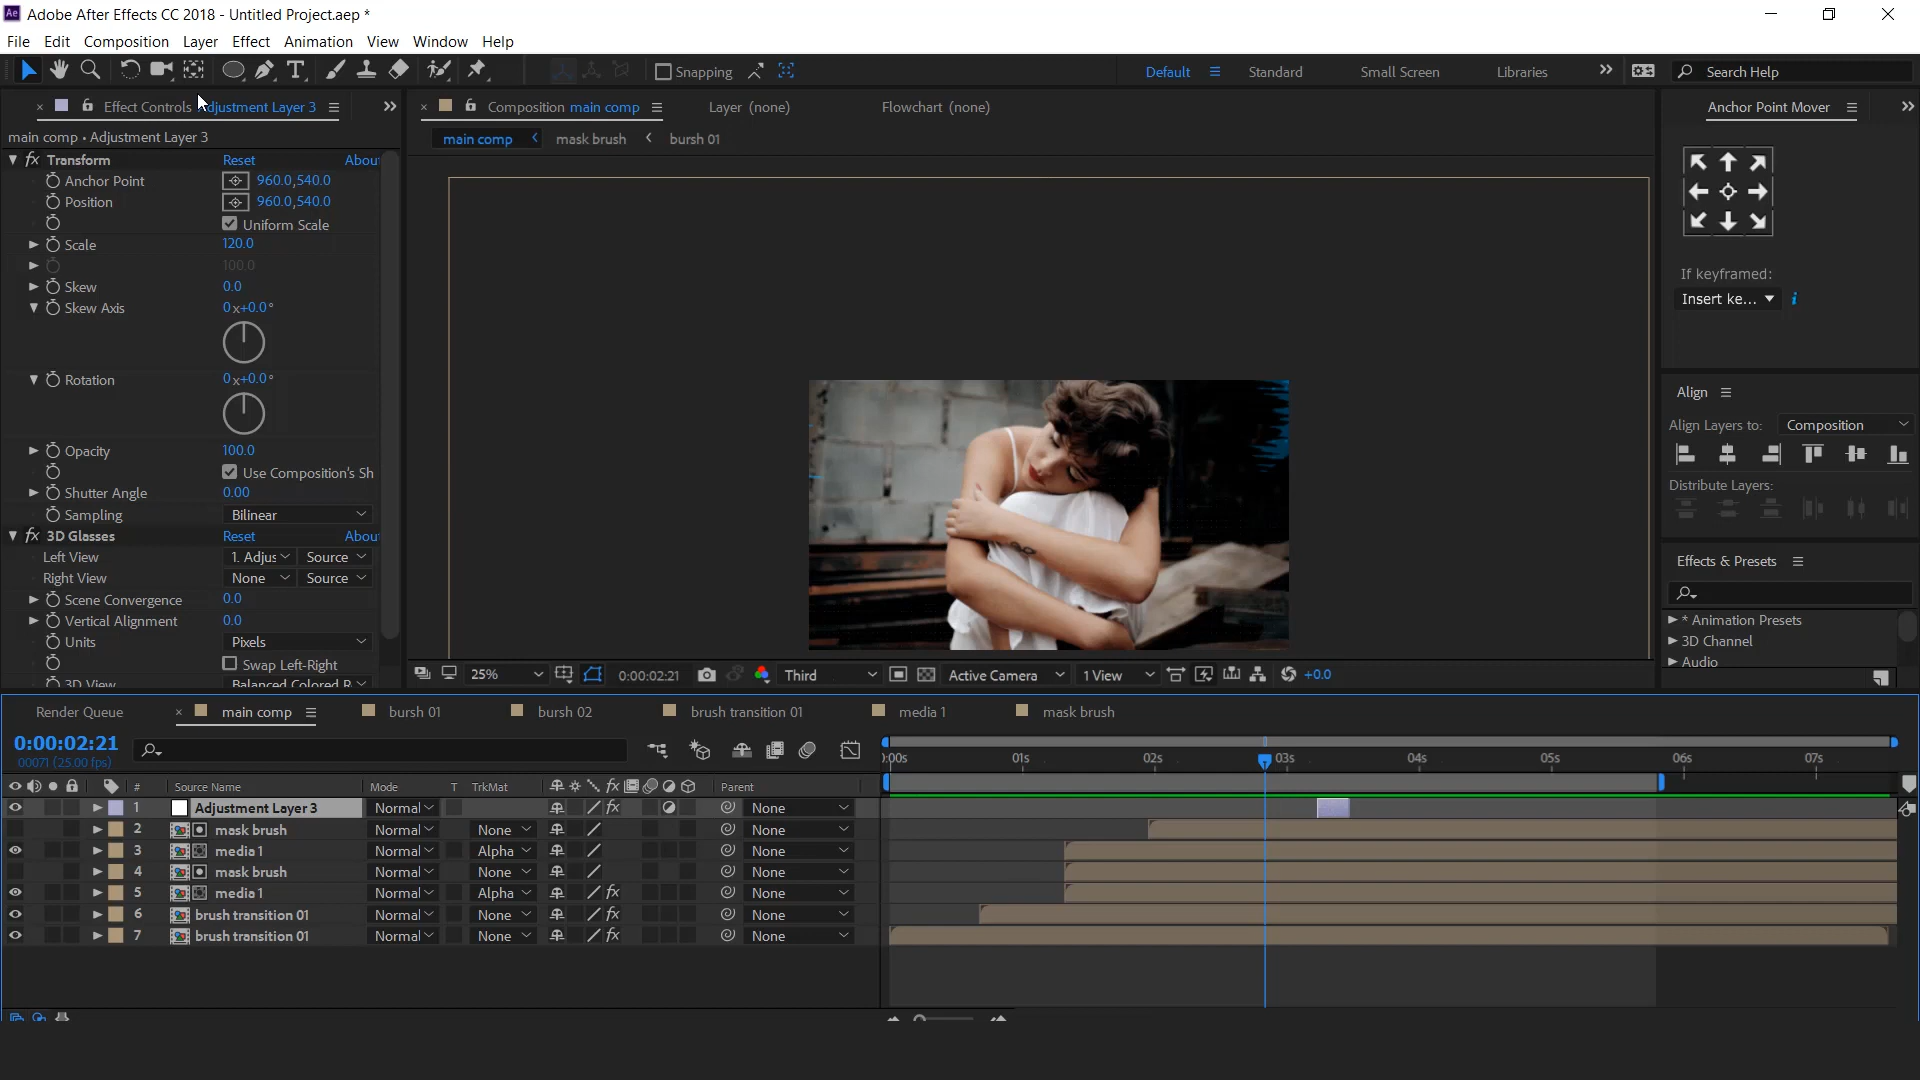 Adobe After Effects CC 2018 - Untitled Project.aep *
File Edit Composition Layer Effect Animation View Window Help
Snapping Default Standard Small Screen Libraries Search Help
Effect Controls djustment Layer 3 Composition main comp Layer (none) Flowchart (none) Anchor Point Mover
main comp • Adjustment Layer 3 main comp mask brush bursh 01
Transform Reset Abou
Anchor Point 960.0,540.0
Position 960.0,540.0
Uniform Scale
Scale 120.0
100.0
If keyframed:
Skew 0.0
Insert ke...
Skew Axis 0x+0.0°
Rotation 0x+0.0°
Align
Align Layers to: Composition
Opacity 100.0
Use Composition's Sh
Distribute Layers:
Shutter Angle 0.00
Sampling Bilinear
3D Glasses Reset Abou
Left View 1. Adjus Source
Effects & Presets
Right View None Source
Scene Convergence 0.0
Vertical Alignment 0.0
* Animation Presets
Units Pixels
3D Channel
Swap Left-Right
Audio
3D View Balanced Colored R
25% 0:00:02:21 Third Active Camera 1 View +0.0
Render Queue main comp bursh 01 bursh 02 brush transition 01 media 1 mask brush
0:00:02:21
00071 (25.00 fps)
):00s 01s 02s 03s 04s 05s 06s 07s
# Source Name Mode T TrkMat fx Parent
1 Adjustment Layer 3 Normal fx None
2 mask brush Normal None None
3 media 1 Normal Alpha None
4 mask brush Normal None None
5 media 1 Normal Alpha fx None
6 brush transition 01 Normal None fx None
7 brush transition 01 Normal None fx None